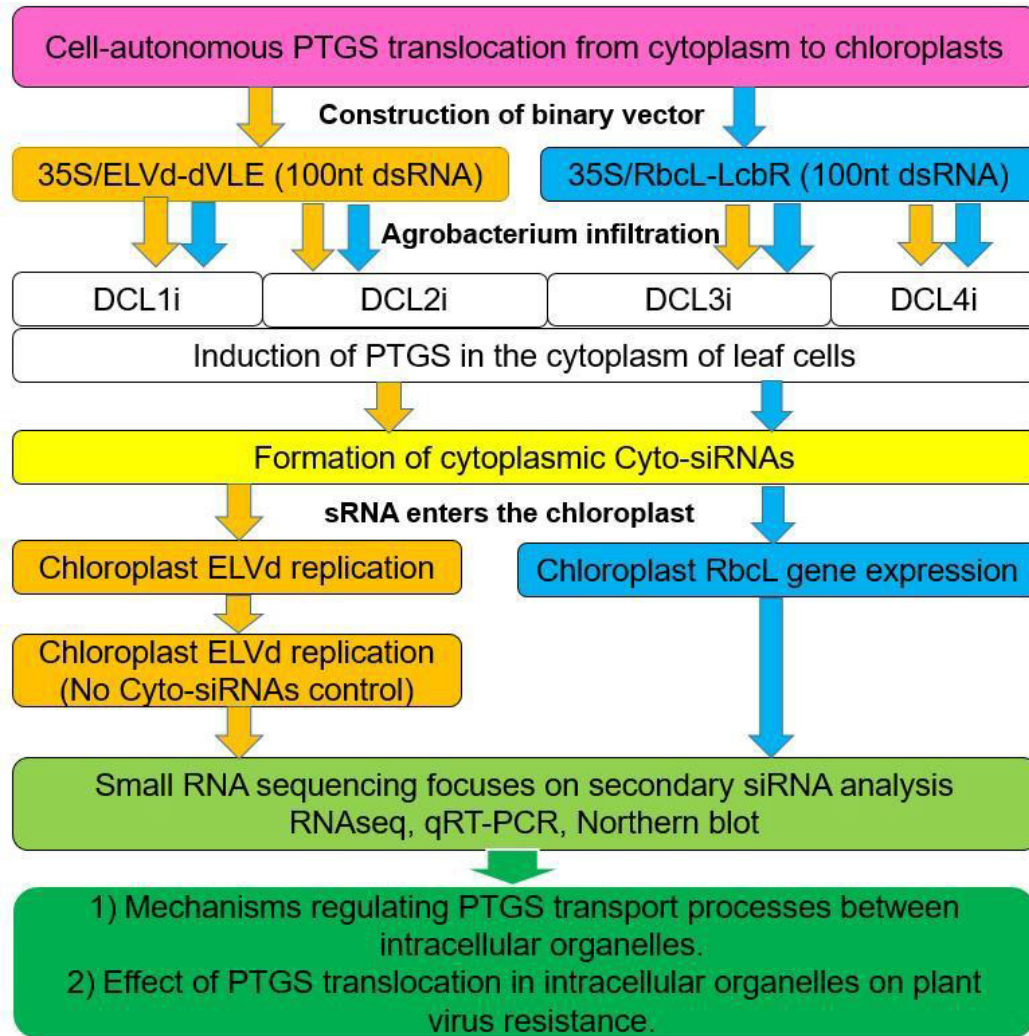 Cell-autonomous PTGS translocation from cytoplasm to chloroplasts
Construction of binary vector
35S/ELVd-dVLE (100nt dsRNA)
35S/RbcL-LcbR (100nt dsRNA)
Agrobacterium infiltration
DCL1i
DCL2i
DCL3i
DCL4i
Induction of PTGS in the cytoplasm of leaf cells
Formation of cytoplasmic Cyto-siRNAs
sRNA enters the chloroplast
Chloroplast ELVd replication
Chloroplast RbcL gene expression
Chloroplast ELVd replication
(No Cyto-siRNAs control)
Small RNA sequencing focuses on secondary siRNA analysis
RNAseq, qRT-PCR, Northern blot
1) Mechanisms regulating PTGS transport processes between
intracellular organelles.
2) Effect of PTGS translocation in intracellular organelles on plant
virus resistance.